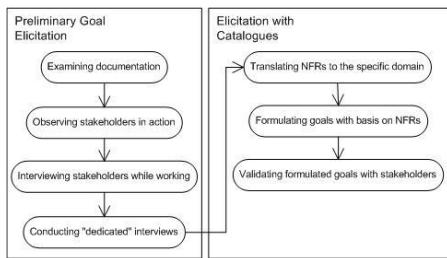 Preliminary Goal
Elicitation
Examining documentation
Observing stakeholders in action
Interviewing stakeholders while working
Conducting "dedicated" interviews
Elicitation with
Catalogues
Translating NFRs to the specific domain
Formulating goals with basis on NFRs
Validating formulated goals with stakeholders